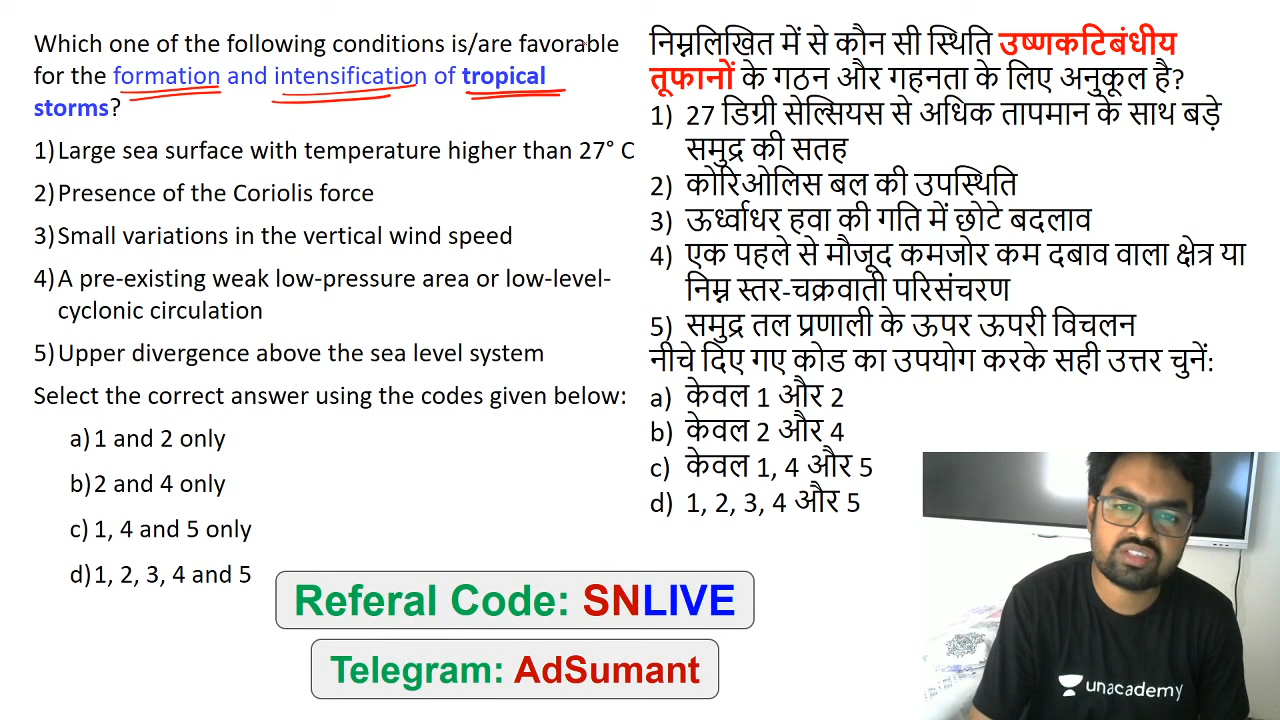 Which one of the following conditions is/are favorable
for the formation and intensification of tropical
storms?
1) Large sea surface with temperature higher than 27° C
2) Presence of the Coriolis force
3) Small variations in the vertical wind speed
4) A pre-existing weak low-pressure area or low-level-
cyclonic circulation
5) Upper divergence above the sea level system
Select the correct answer using the codes given below:
a) 1 and 2 only
b) 2 and 4 only
c) 1, 4 and 5 only
d) 1, 2, 3, 4 and 5
निम्नलिखित में से कौन सी स्थिति उष्णकटिबंधीय
तूफानों के गठन और गहनता के लिए अनुकूल है?
1) 27 डिग्री सेल्सियस से अधिक तापमान के साथ बड़े
समुद्र की सतह
2) कोरिओलिस बल की उपस्थिति
3) ऊर्ध्वाधर हवा की गति में छोटे बदलाव
4) एक पहले से मौजूद कमजोर कम दबाव वाला क्षेत्र या
निम्न स्तर-चक्रवाती परिसंचरण
5) समुद्र तल प्रणाली के ऊपर ऊपरी विचलन
नीचे दिए गए कोड का उपयोग करके सही उत्तर चुनें:
a) केवल 1 और 2
b) केवल 2 और 4
c) केवल 1, 4 और 5
d) 1, 2, 3, 4 और 5
Referal Code: SNLIVE
Telegram: AdSumant
unacademy